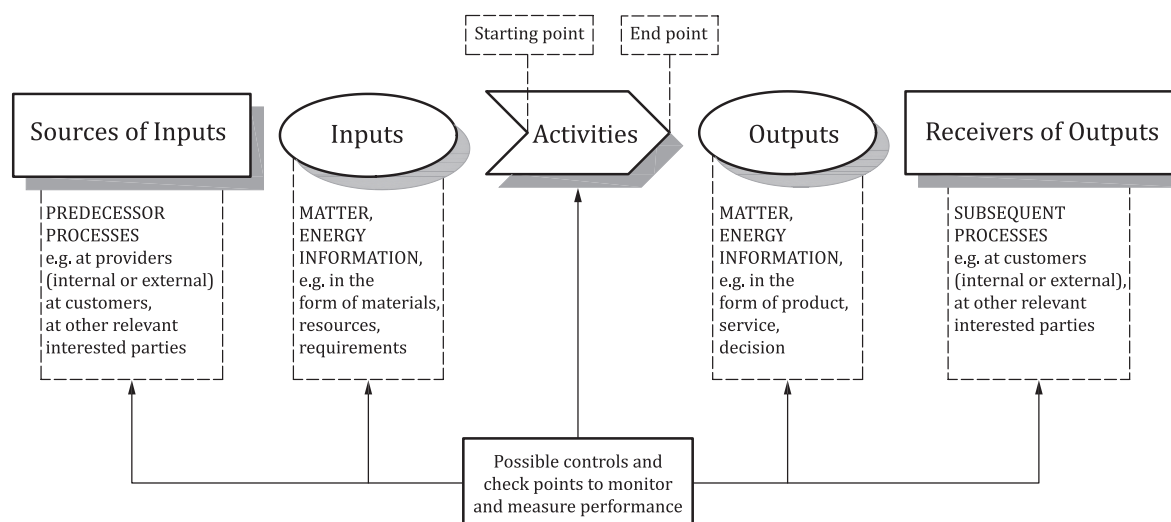 Starting point
End point
Sources of Inputs
Inputs
Activities
Outputs
Receivers of Outputs
PREDECESSOR
PROCESSES
e.g. at providers
(internal or external)
at customers,
at other relevant
interested parties
MATTER,
ENERGY
INFORMATION,
e.g. in the
form of materials,
resources,
requirements
MATTER,
ENERGY
INFORMATION,
e.g. in the
form of product,
service,
decision
SUBSEQUENT
PROCESSES
e.g. at customers
(internal or external),
at other relevant
interested parties
Possible controls and
check points to monitor
and measure performance